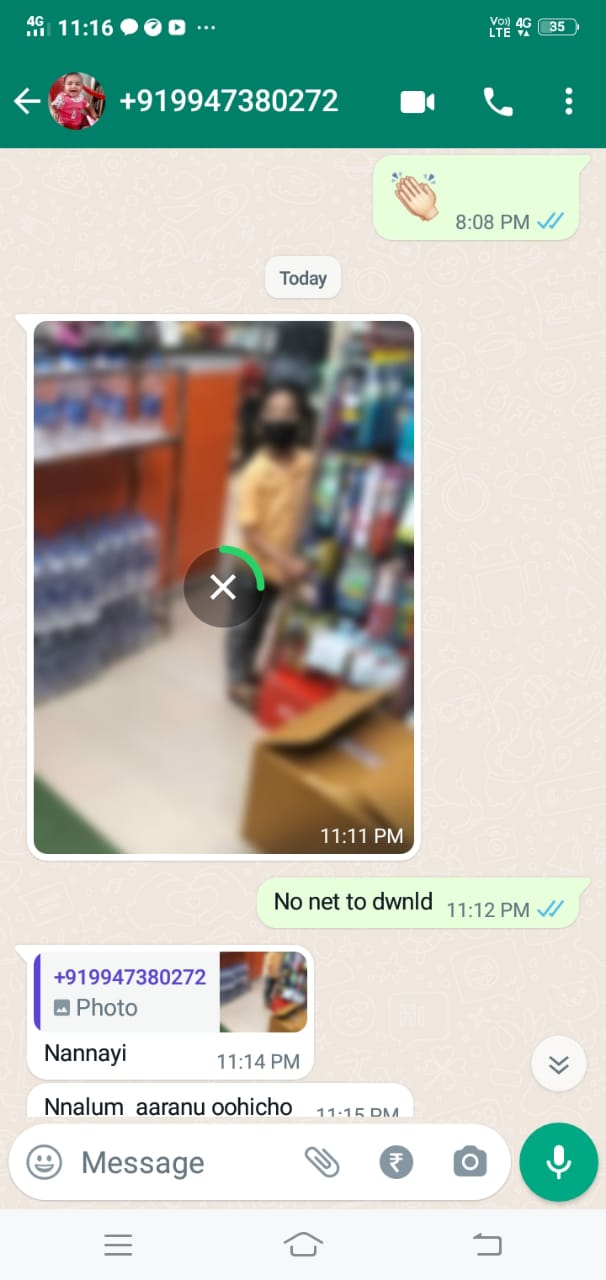 4G 11:16 ... Vo)) LTE 4G 35
+919947380272
8:08 PM
Today
11:11 PM
No net to dwnld 11:12 PM
+919947380272
Photo
Nannayi 11:14 PM
Nnalum aaranu oohicho 11:15 PM
Message